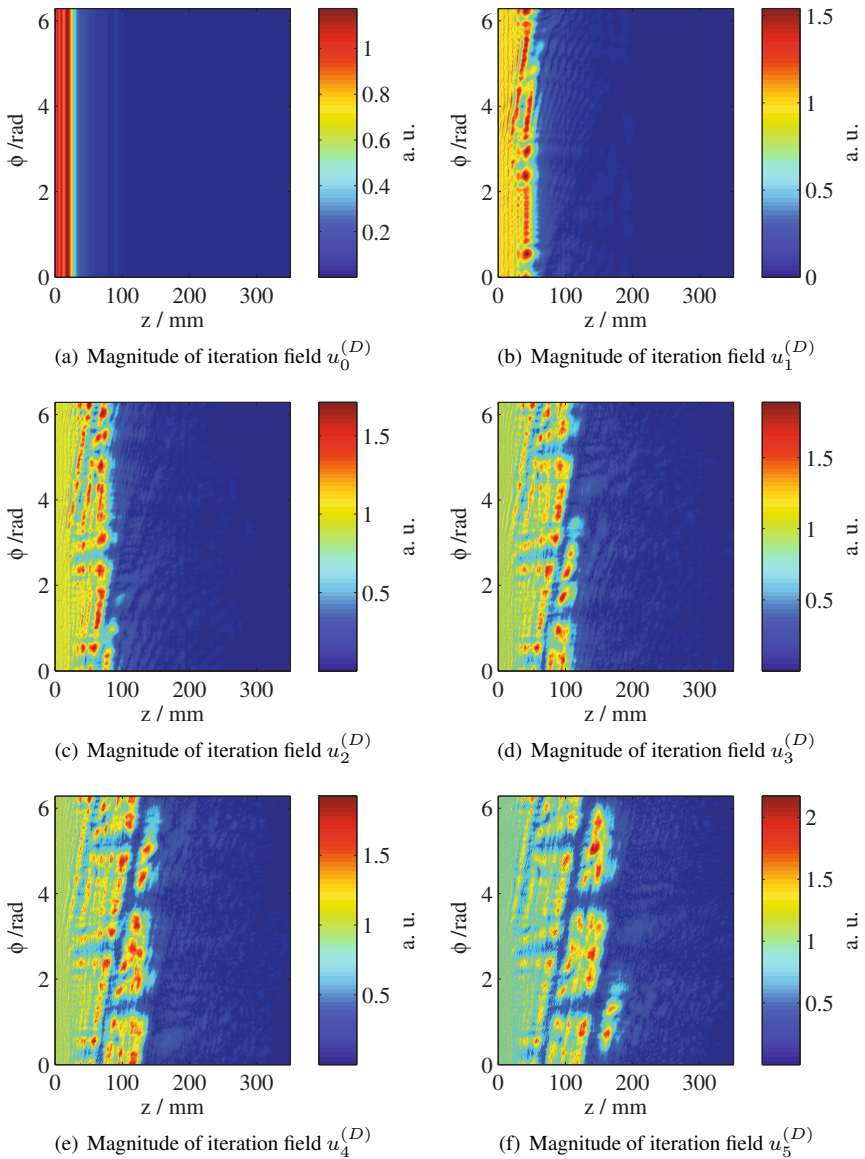 6
4
2
0
φ /rad
0 100 200 300
z / mm
1
0.8
0.6
0.4
0.2
a. u.
(a) Magnitude of iteration field u_0^{(D)}
6
4
2
0
φ /rad
0 100 200 300
z / mm
1.5
1
0.5
0
a. u.
(b) Magnitude of iteration field u_1^{(D)}
6
4
2
0
φ /rad
0 100 200 300
z / mm
1.5
1
0.5
a. u.
(c) Magnitude of iteration field u_2^{(D)}
6
4
2
0
φ /rad
0 100 200 300
z / mm
1.5
1
0.5
a. u.
(d) Magnitude of iteration field u_3^{(D)}
6
4
2
0
φ /rad
0 100 200 300
z / mm
1.5
1
0.5
a. u.
(e) Magnitude of iteration field u_4^{(D)}
6
4
2
0
φ /rad
0 100 200 300
z / mm
2
1.5
1
0.5
a. u.
(f) Magnitude of iteration field u_5^{(D)}